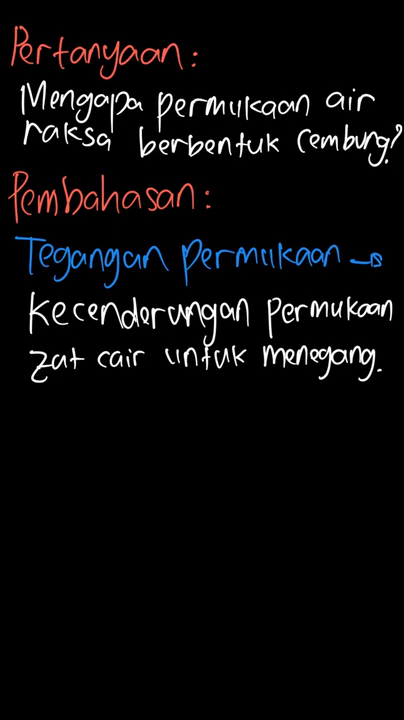 Pertanyaan:
Mengapa permukaan air
raksa berbentuk cembung?
Pembahasan:
Tegangan permukaan →
Kecenderungan permukaan
zat cair untuk menegang.